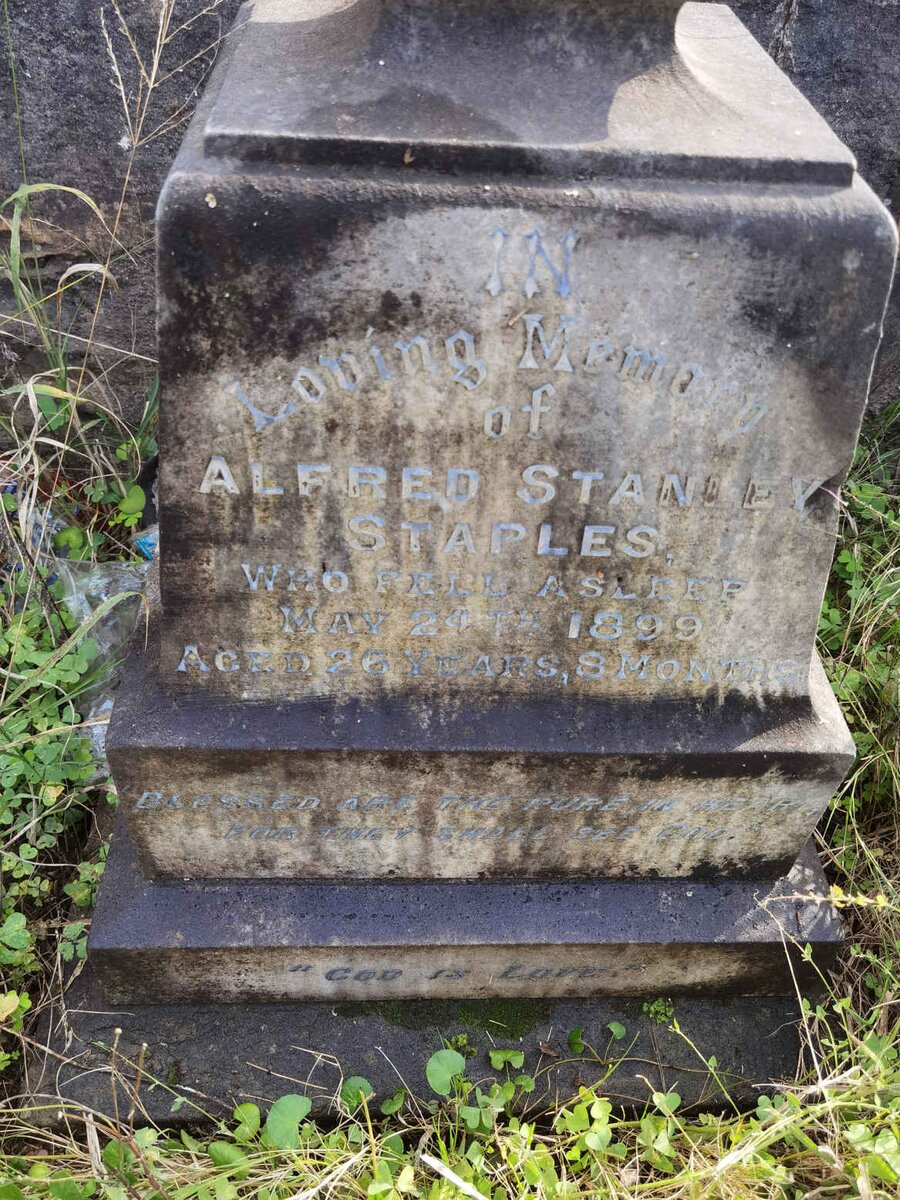 IN
Loving Memory
of
ALFRED STANLEY
STAPLES,
WHO FELL ASLEEP
MAY 24TH 1899
AGED 26 YEARS, 8 MONTHS.
BLESSED ARE THE PURE IN HEART,
FOR THEY SHALL SEE GOD."
"GOD IS LOVE."